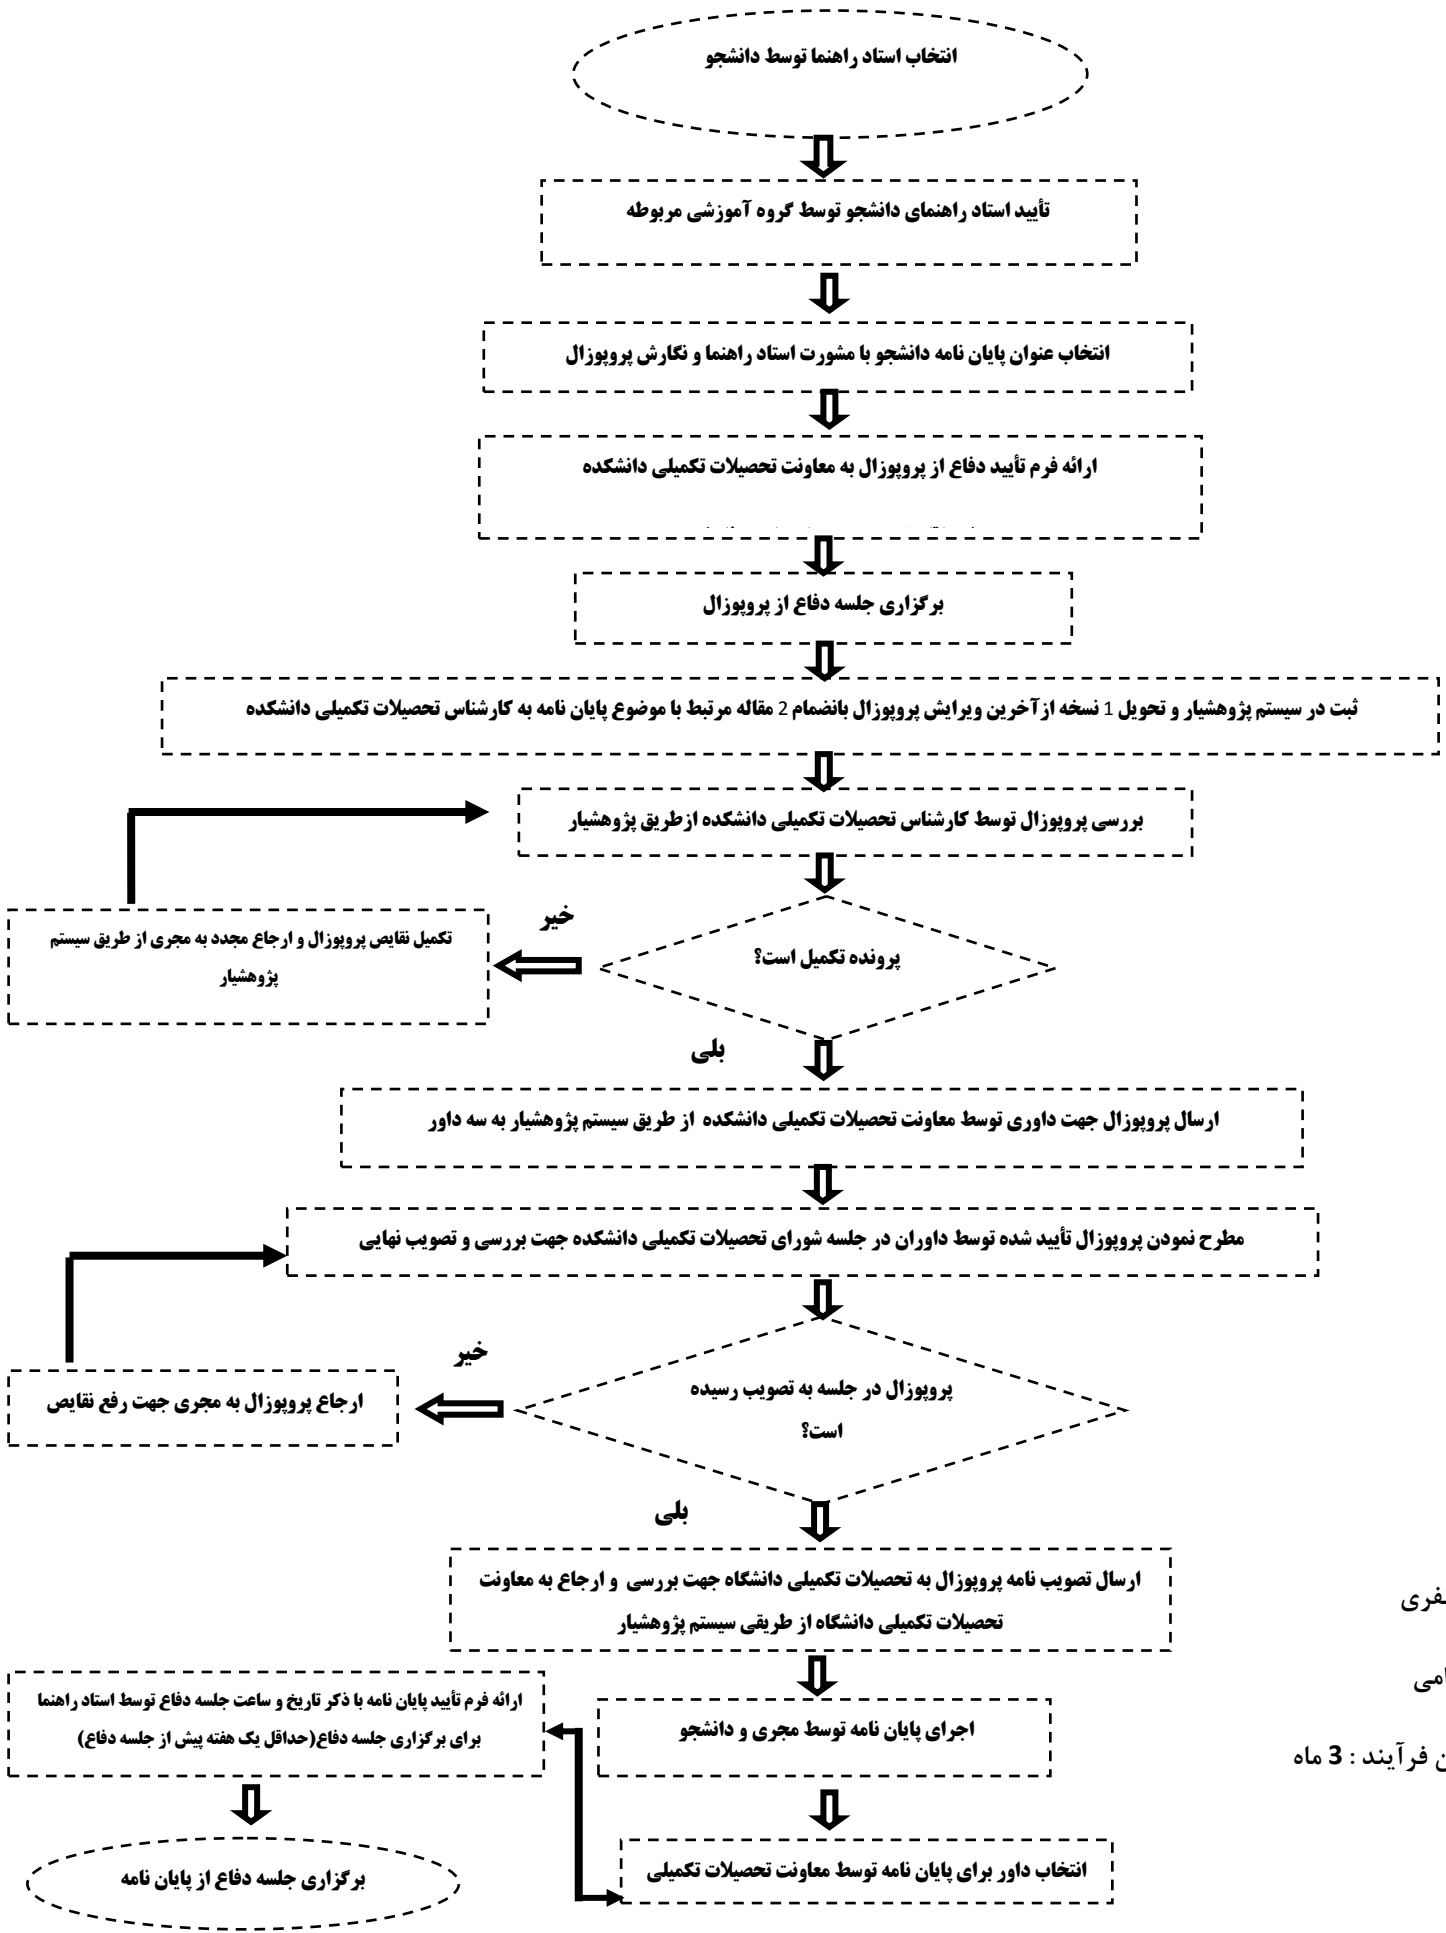 انتخاب استاد راهنما توسط دانشجو
تأیید استاد راهنمای دانشجو توسط گروه آموزشی مربوطه
انتخاب عنوان پایان نامه دانشجو با مشورت استاد راهنما و نگارش پروپوزال
ارائه فرم تأیید دفاع از پروپوزال به معاونت تحصیلات تکمیلی دانشکده
برگزاری جلسه دفاع از پروپوزال
ثبت در سیستم پژوهشیار و تحویل 1 نسخه ازآخرین ویرایش پروپوزال بانضمام 2 مقاله مرتبط با موضوع پایان نامه به کارشناس تحصیلات تکمیلی دانشکده
بررسی پروپوزال توسط کارشناس تحصیلات تکمیلی دانشکده ازطریق پژوهشیار
خیر
پرونده تکمیل است؟
تکمیل نقایص پروپوزال و ارجاع مجدد به مجری از طریق سیستم
پژوهشیار
بلی
ارسال پروپوزال جهت داوری توسط معاونت تحصیلات تکمیلی دانشکده از طریق سیستم پژوهشیار به سه داور
مطرح نمودن پروپوزال تأیید شده توسط داوران در جلسه شورای تحصیلات تکمیلی دانشکده جهت بررسی و تصویب نهایی
خیر
پروپوزال در جلسه به تصویب رسیده
است؟
ارجاع پروپوزال به مجری جهت رفع نقایص
بلی
ارسال تصویب نامه پروپوزال به تحصیلات تکمیلی دانشگاه جهت بررسی و ارجاع به معاونت
تحصیلات تکمیلی دانشگاه از طریقی سیستم پژوهشیار
اجرای پایان نامه توسط مجری و دانشجو
ارائه فرم تأیید پایان نامه با ذکر تاریخ و ساعت جلسه دفاع توسط استاد راهنما
برای برگزاری جلسه دفاع(حداقل یک هفته پیش از جلسه دفاع)
انتخاب داور برای پایان نامه توسط معاونت تحصیلات تکمیلی
برگزاری جلسه دفاع از پایان نامه
فرآیند : 3 ماه